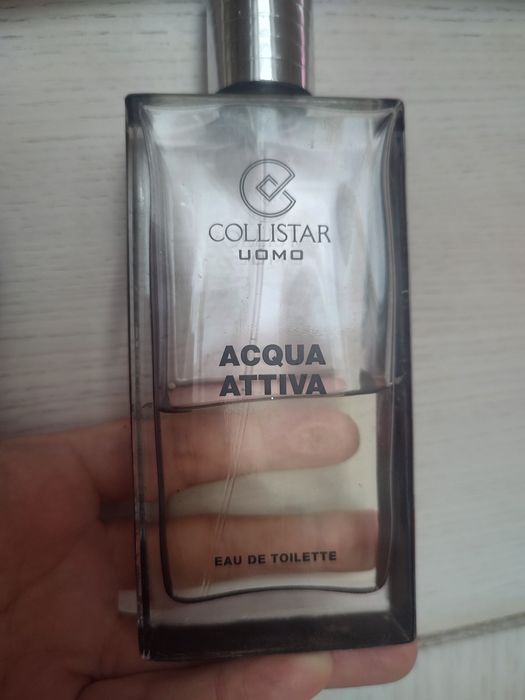 COLLISTAR
UOMO
ACQUA
ATTIVA
EAU DE TOILETTE